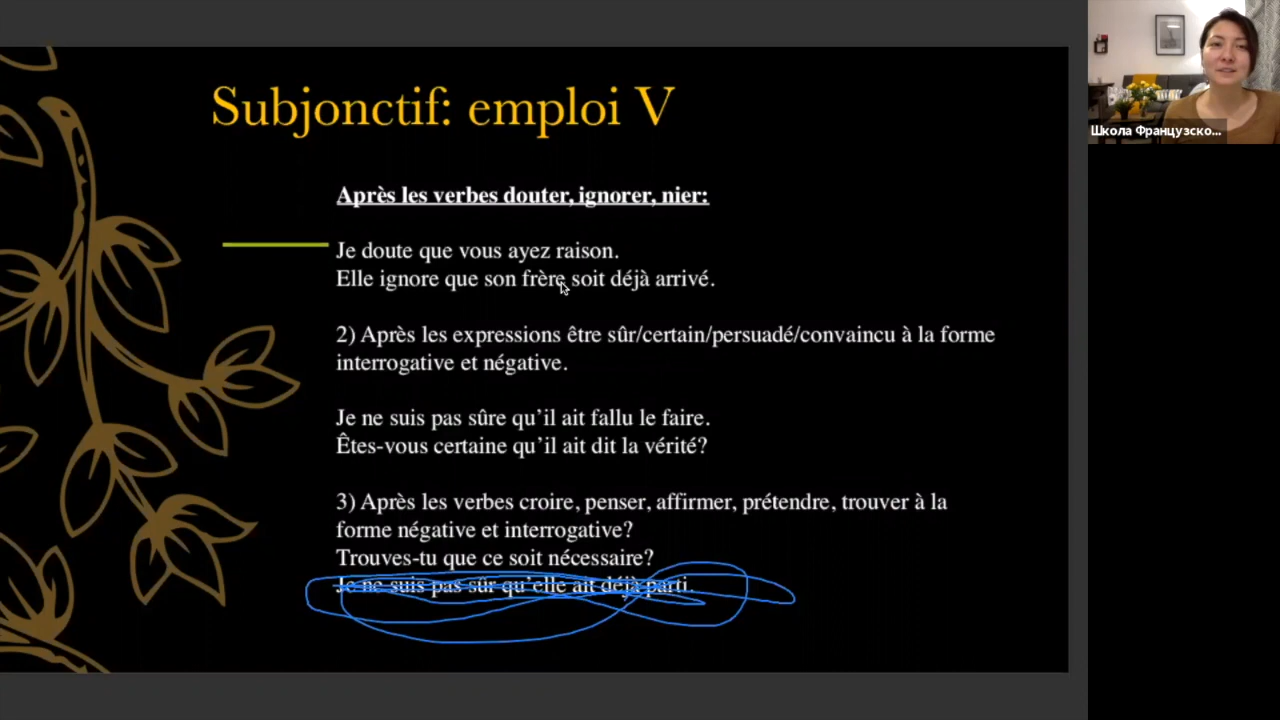 Subjonctif: emploi V
Après les verbes douter, ignorer, nier:
Je doute que vous ayez raison.
Elle ignore que son frère soit déjà arrivé.
2) Après les expressions être sûr/certain/persuadé/convaincu à la forme
interrogative et négative.
Je ne suis pas sûre qu’il ait fallu le faire.
Êtes-vous certaine qu’il ait dit la vérité?
3) Après les verbes croire, penser, affirmer, prétendre, trouver à la
forme négative et interrogative?
Trouves-tu que ce soit nécessaire?
Je ne suis pas sûr qu’elle ait déjà parti.
Школа Французско...